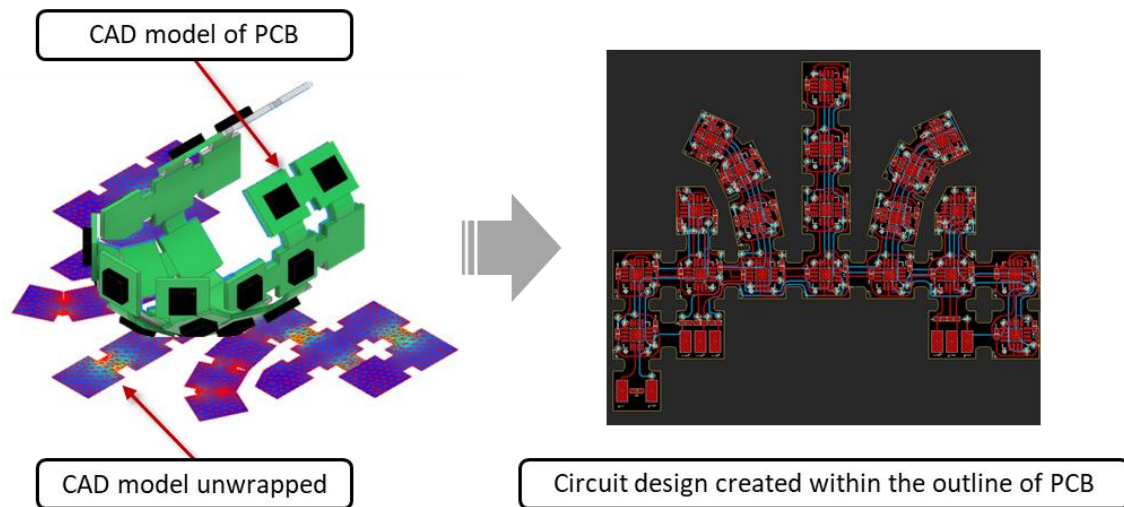 CAD model of PCB
CAD model unwrapped
Circuit design created within the outline of PCB